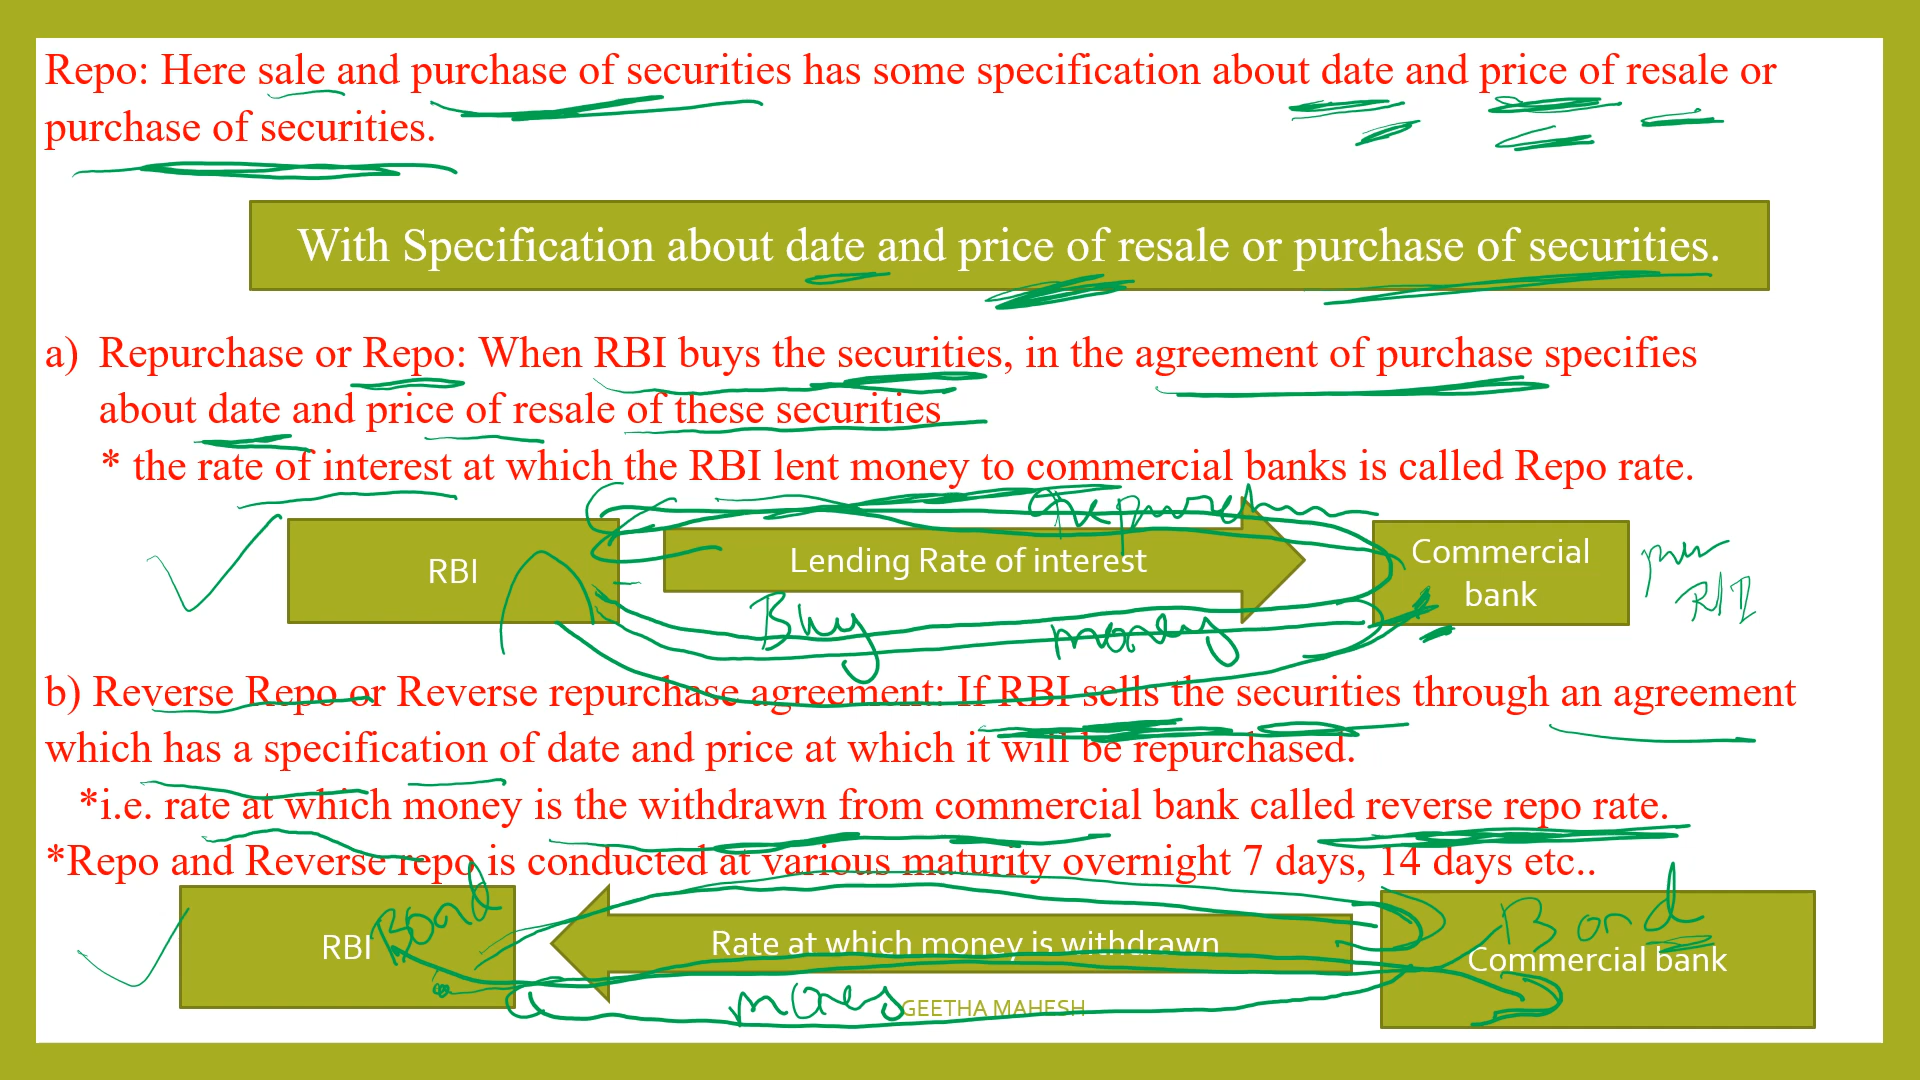 Repo: Here sale and purchase of securities has some specification about date and price of resale or
purchase of securities.
With Specification about date and price of resale or purchase of securities.
a) Repurchase or Repo: When RBI buys the securities, in the agreement of purchase specifies
about date and price of resale of these securities
* the rate of interest at which the RBI lent money to commercial banks is called Repo rate.
RBI
Lending Rate of interest
Commercial
bank
Buy
money
b) Reverse Repo or Reverse repurchase agreement: If RBI sells the securities through an agreement
which has a specification of date and price at which it will be repurchased.
*i.e. rate at which money is the withdrawn from commercial bank called reverse repo rate.
*Repo and Reverse repo is conducted at various maturity overnight 7 days, 14 days etc..
RBI
Bond
Rate at which money is withdrawn
Bond
Commercial bank
money
GEETHA MAHESH